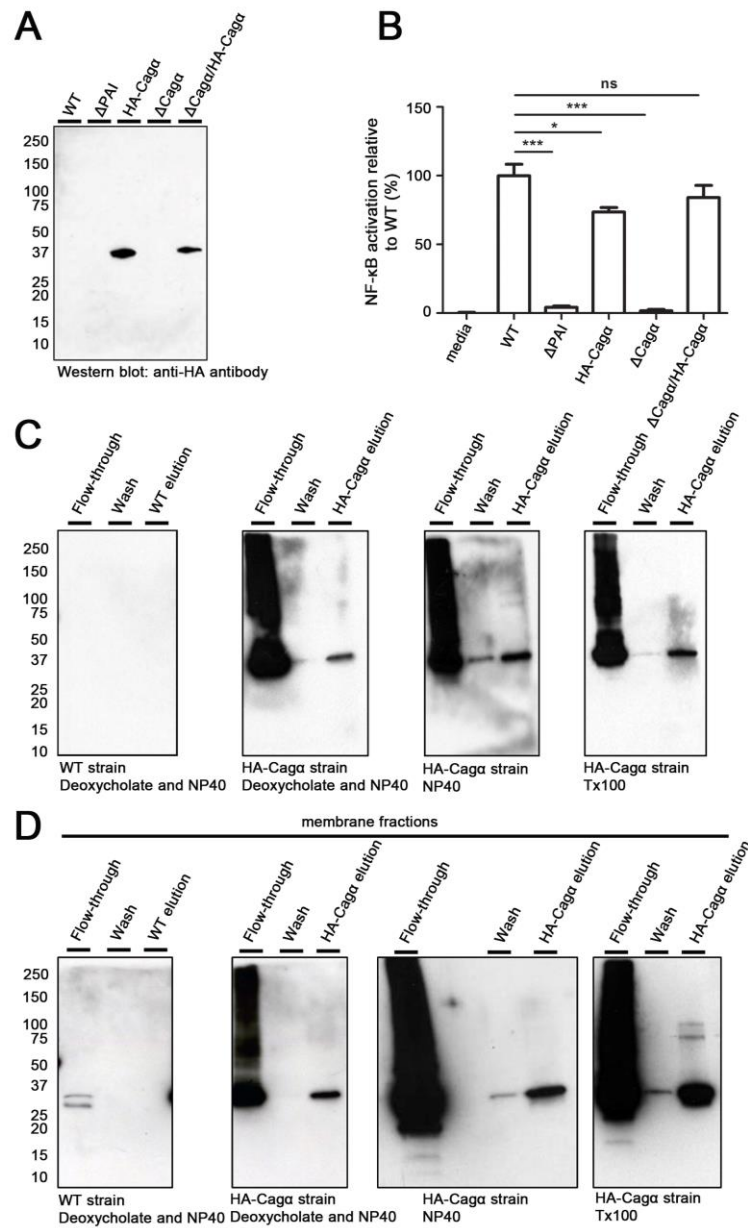 A
WT
ΔPAI
HA-Cagα
ΔCagα
ΔCagα/HA-Cagα
250
150
100
75
50
37
25
20
15
10
Western blot: anti-HA antibody
B
NF-κB activation relative
to WT (%)
150
100
50
0
ns
***
*
***
media
WT
ΔPAI
HA-Cagα
ΔCagα
ΔCagα/HA-Cagα
C
Flow-through
Wash
WT elution
Flow-through
Wash
HA-Cagα elution
Flow-through
Wash
HA-Cagα elution
Flow-through
Wash
HA-Cagα elution
250
150
100
75
50
37
25
20
15
10
WT strain
Deoxycholate and NP40
HA-Cagα strain
Deoxycholate and NP40
HA-Cagα strain
NP40
HA-Cagα strain
Tx100
D
membrane fractions
Flow-through
Wash
WT elution
Flow-through
Wash
HA-Cagα elution
Flow-through
Wash
HA-Cagα elution
Flow-through
Wash
HA-Cagα elution
250
150
100
75
50
37
25
20
15
10
WT strain
Deoxycholate and NP40
HA-Cagα strain
Deoxycholate and NP40
HA-Cagα strain
NP40
HA-Cagα strain
Tx100